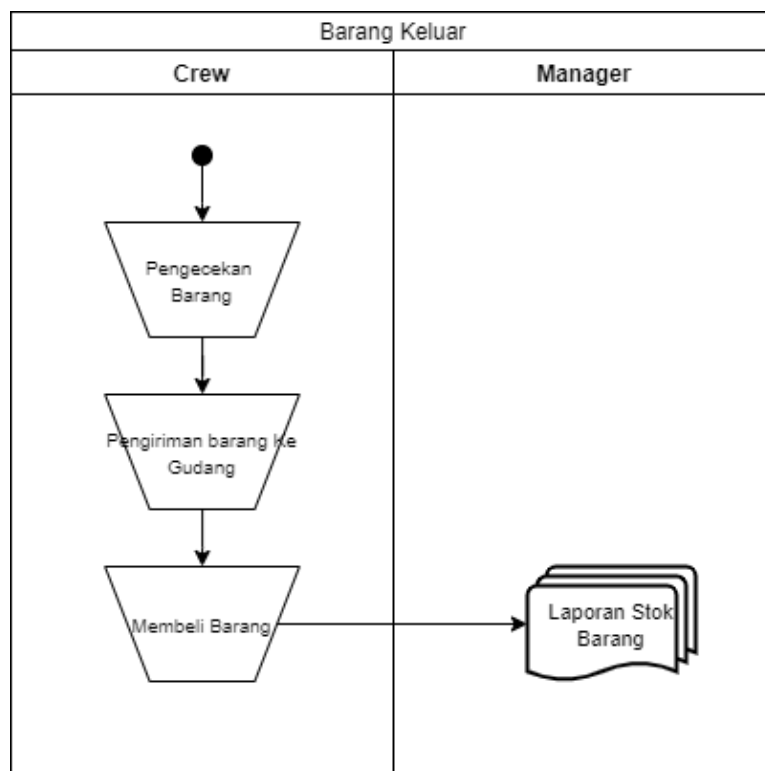 Barang Keluar
Crew
Manager
Pengecekan
Barang
Pengiriman barang Ke
Gudang
Membeli Barang
Laporan Stok
Barang